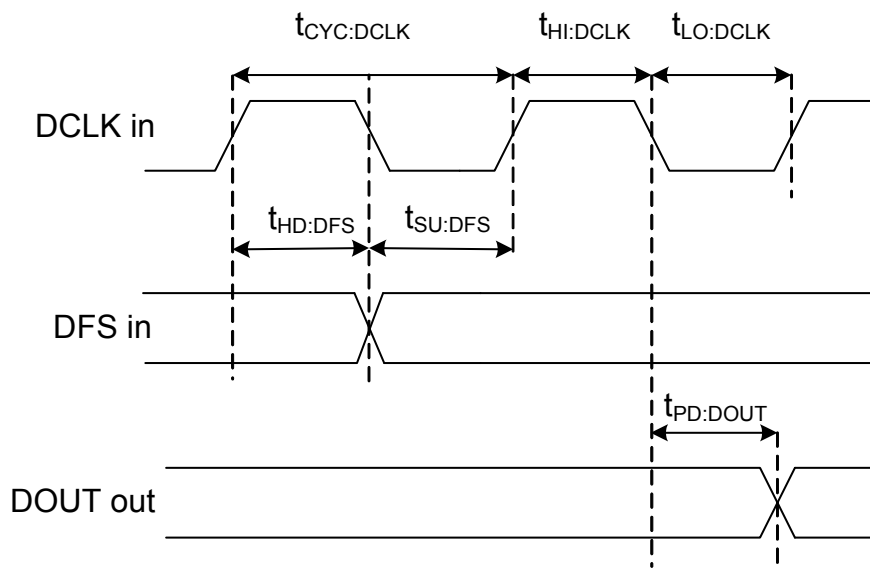 tCYC:DCLK tHI:DCLK tLO:DCLK
DCLK in
tHD:DFS tSU:DFS
DFS in
tPD:DOUT
DOUT out